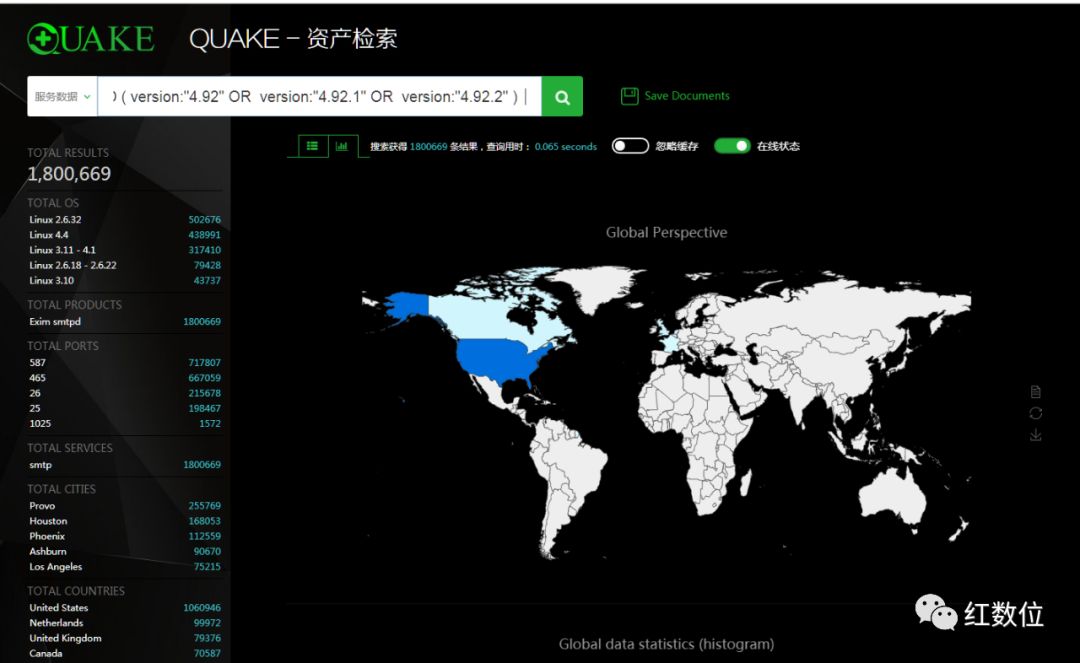 QUAKE QUAKE - 资产检索
服务数据 ( version:"4.92" OR version:"4.92.1" OR version:"4.92.2" ) Save Documents
搜索获得 1800669 条结果,查询用时: 0.065 seconds 忽略缓存 在线状态
TOTAL RESULTS
1,800,669
TOTAL OS
Linux 2.6.32 502676
Linux 4.4 438991
Linux 3.11 - 4.1 317410
Linux 2.6.18 - 2.6.22 79428
Linux 3.10 43737
TOTAL PRODUCTS
Exim smtpd 1800669
TOTAL PORTS
587 717807
465 667059
26 215678
25 198467
1025 1572
TOTAL SERVICES
smtp 1800669
TOTAL CITIES
Provo 255769
Houston 168053
Phoenix 112559
Ashburn 90670
Los Angeles 75215
TOTAL COUNTRIES
United States 1060946
Netherlands 99972
United Kingdom 79376
Canada 70587
Global Perspective
红数位
Global data statistics (histogram)